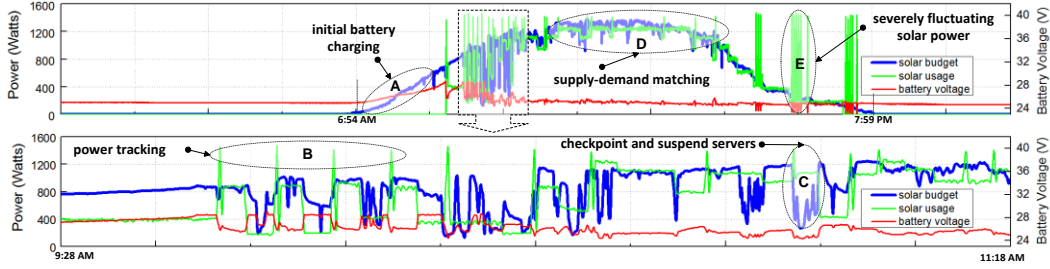 initial battery
charging
severely fluctuating
solar power
Power (Watts)
1600
1200
800
400
0
A
D
E
supply-demand matching
solar budget
solar usage
battery voltage
40
36
32
28
24
Battery Voltage (V)
6:54 AM
7:59 PM
power tracking
checkpoint and suspend servers
Power (Watts)
1600
1200
800
400
0
B
C
solar budget
solar usage
battery voltage
40
36
32
28
24
Battery Voltage (V)
9:28 AM
11:18 AM